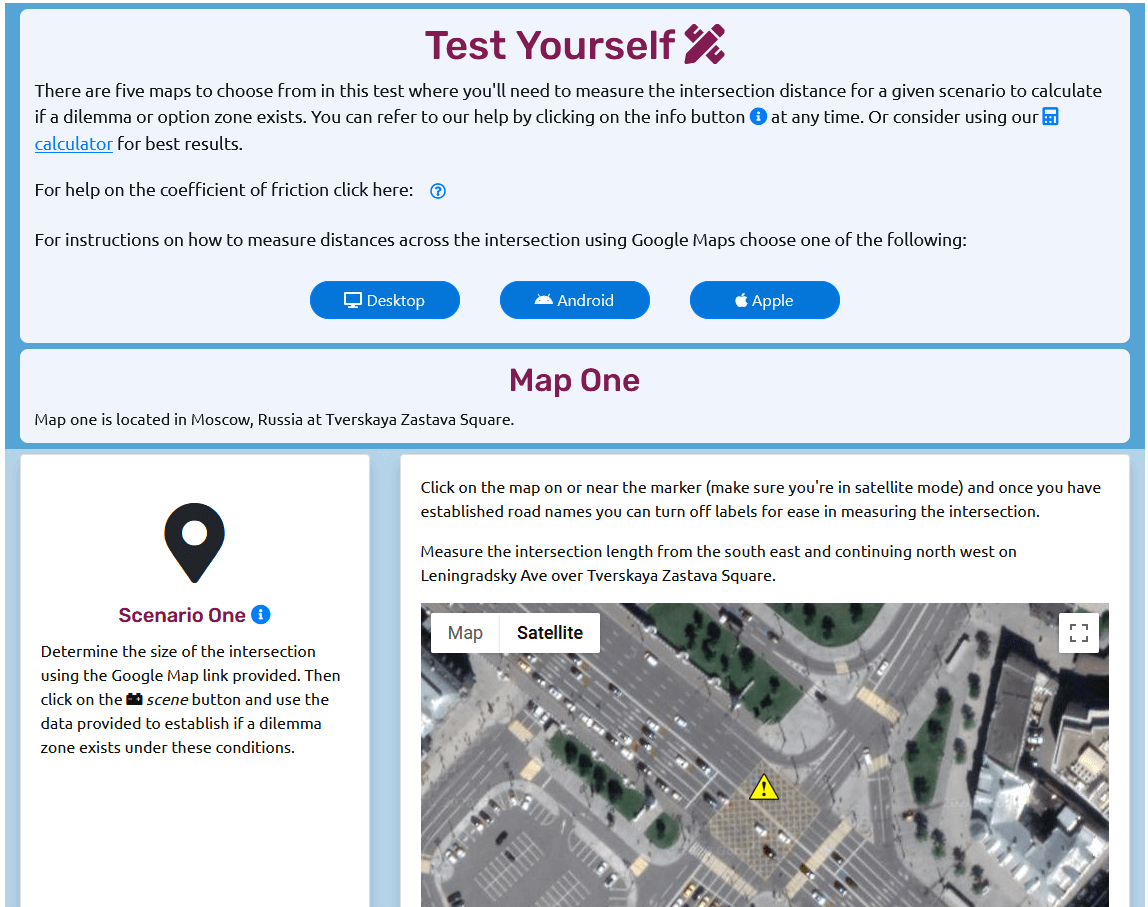 Test Yourself
There are five maps to choose from in this test where you'll need to measure the intersection distance for a given scenario to calculate
if a dilemma or option zone exists. You can refer to our help by clicking on the info button at any time. Or consider using our
calculator for best results.
For help on the coefficient of friction click here:
For instructions on how to measure distances across the intersection using Google Maps choose one of the following:
Desktop
Android
Apple
Map One
Map one is located in Moscow, Russia at Tverskaya Zastava Square.
Scenario One
Determine the size of the intersection
using the Google Map link provided. Then
click on the scene button and use the
data provided to establish if a dilemma
zone exists under these conditions.
Click on the map on or near the marker (make sure you're in satellite mode) and once you have
established road names you can turn off labels for ease in measuring the intersection.
Measure the intersection length from the south east and continuing north west on
Leningradsky Ave over Tverskaya Zastava Square.
Map
Satellite